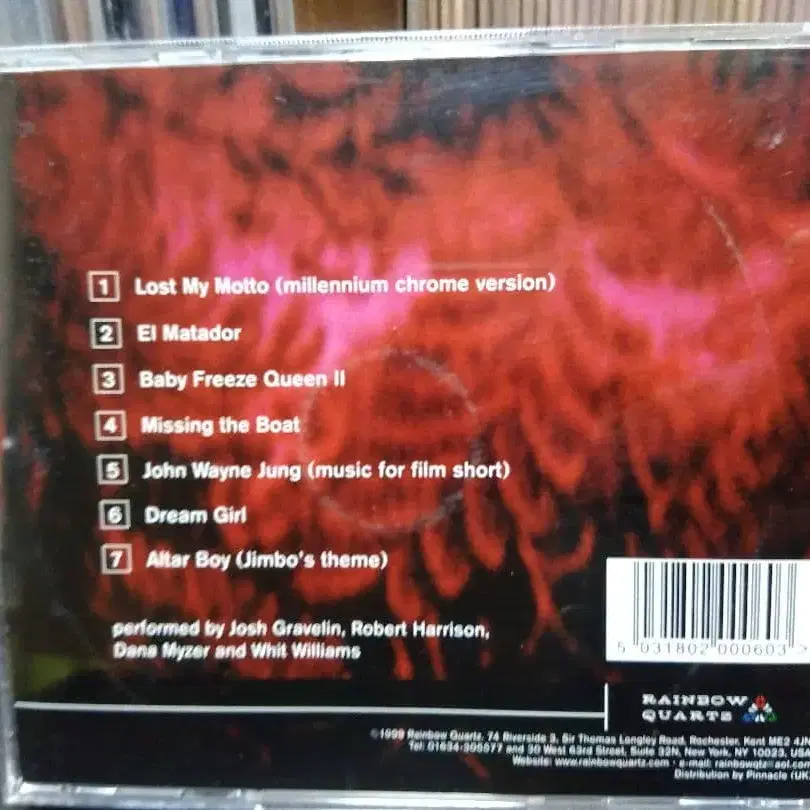 1 Lost My Motto (millennium chrome version)
2 El Matador
3 Baby Freeze Queen II
4 Missing the Boat
5 John Wayne Jung (music for film short)
6 Dream Girl
7 Altar Boy (Jimbo's theme)
performed by Josh Gravelin, Robert Harrison,
Dana Myzer and Whit Williams
5 031802 000603 >
RAINBOW
QUARTZ
©1999 Rainbow Quartz, 74 Riverside 3, Sir Thomas Longley Road, Rochester, Kent ME2 4JN
Tel: 01634-305577 and 30 West 63rd Street, Suite 32N, New York, NY 10023, USA
Website: www.rainbowquartz.com · e-mail: rainbowqtz@aol.com
Distribution by Pinnacle (UK